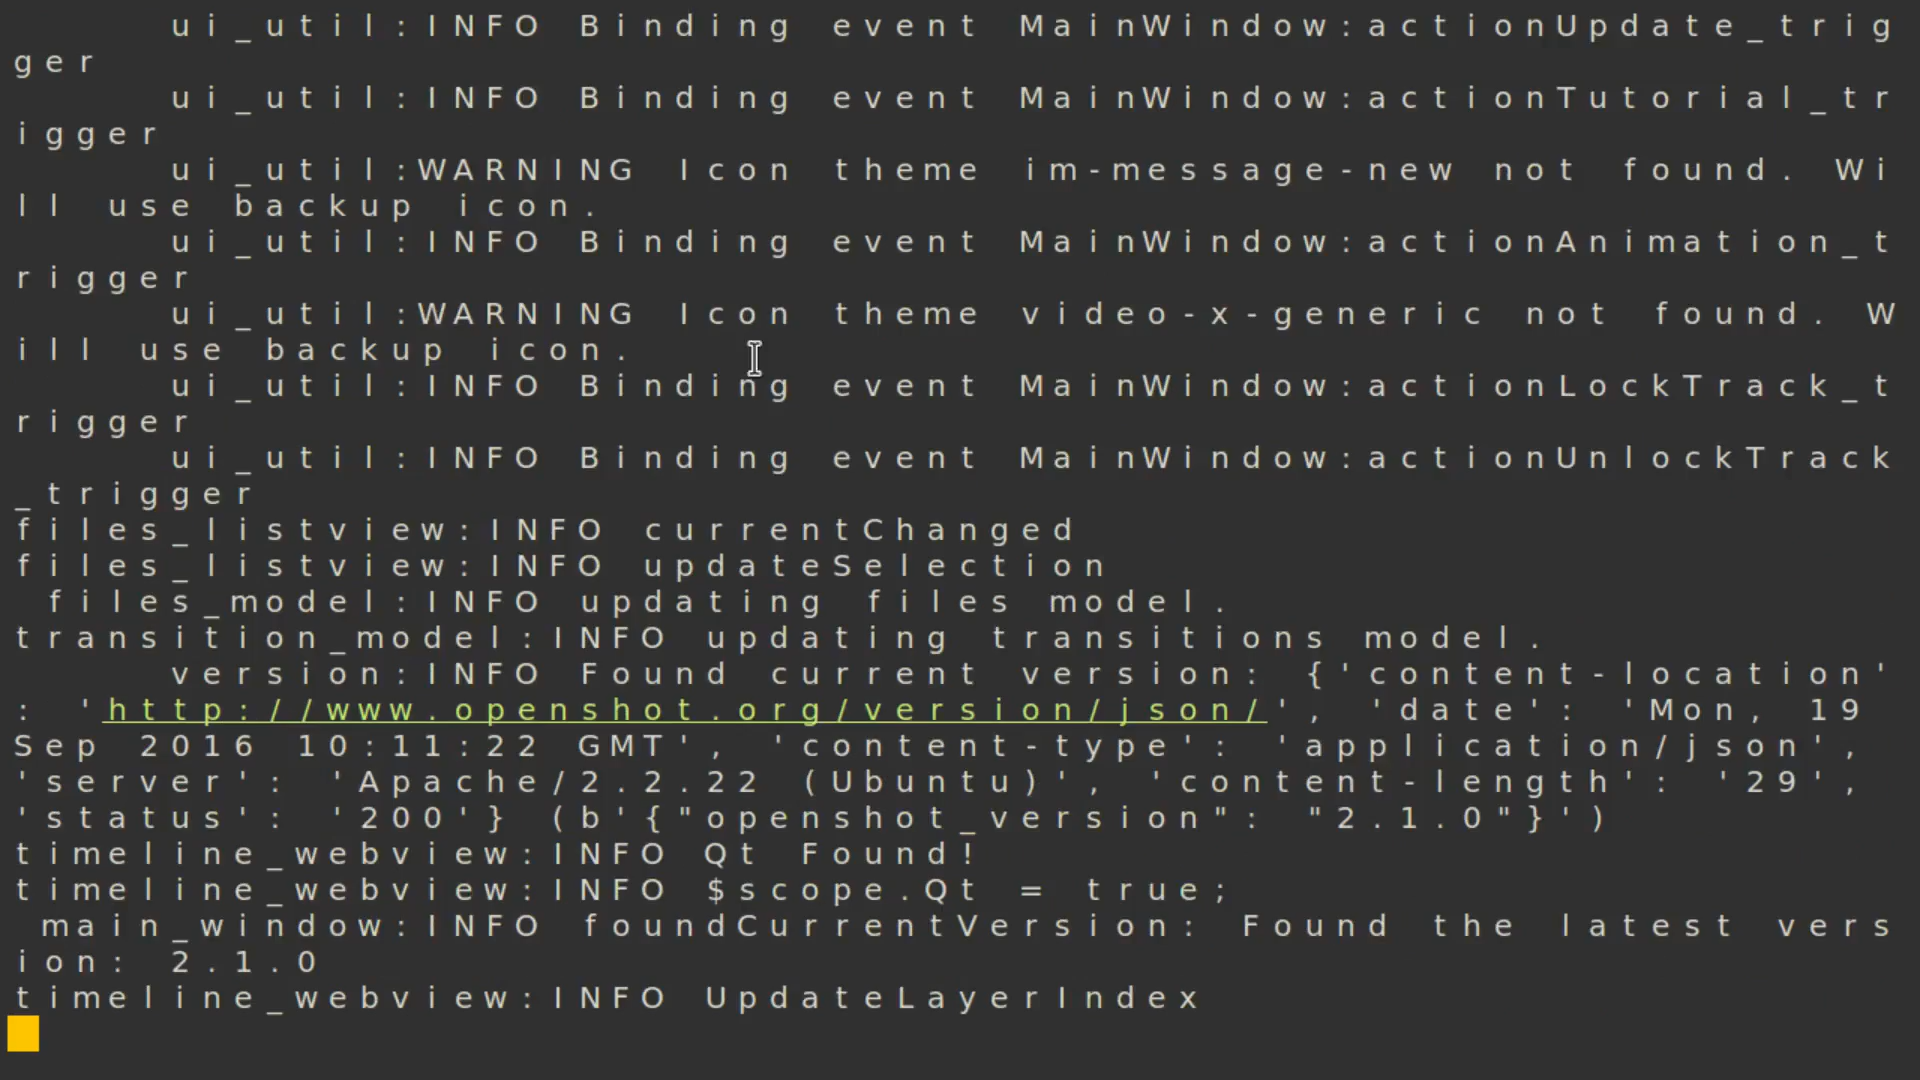 ui_util:INFO Binding event MainWindow:actionUpdate_trig
ger
ui_util:INFO Binding event MainWindow:actionTutorial_tr
igger
ui_util:WARNING Icon theme im-message-new not found. Wi
ll use backup icon.
ui_util:INFO Binding event MainWindow:actionAnimation_t
rigger
ui_util:WARNING Icon theme video-x-generic not found. W
ill use backup icon.
ui_util:INFO Binding event MainWindow:actionLockTrack_t
rigger
ui_util:INFO Binding event MainWindow:actionUnlockTrack
_trigger
files_listview:INFO currentChanged
files_listview:INFO updateSelection
files_model:INFO updating files model.
transition_model:INFO updating transitions model.
version:INFO Found current version: {'content-location'
: 'http://www.openshot.org/version/json/', 'date': 'Mon, 19
Sep 2016 10:11:22 GMT', 'content-type': 'application/json',
'server': 'Apache/2.2.22 (Ubuntu)', 'content-length': '29',
'status': '200'} (b'{"openshot_version": "2.1.0"}')
timeline_webview:INFO Qt Found!
timeline_webview:INFO $scope.Qt = true;
main_window:INFO foundCurrentVersion: Found the latest vers
ion: 2.1.0
timeline_webview:INFO UpdateLayerIndex